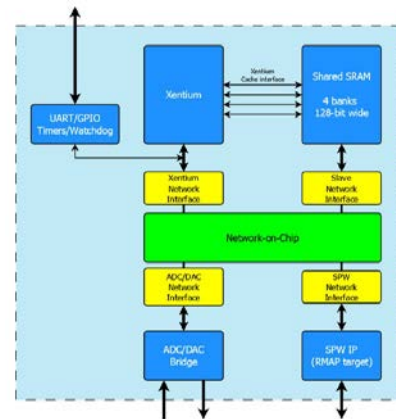 Xentium
Xentium
Cache interface
Shared SRAM
4 banks
128-bit wide
UART/GPIO
Timers/Watchdog
Xentium
Network
Interface
Slave
Network
Interface
Network-on-Chip
ADC/DAC
Network
Interface
SPW
Network
Interface
ADC/DAC
Bridge
SPW IP
(RMAP target)